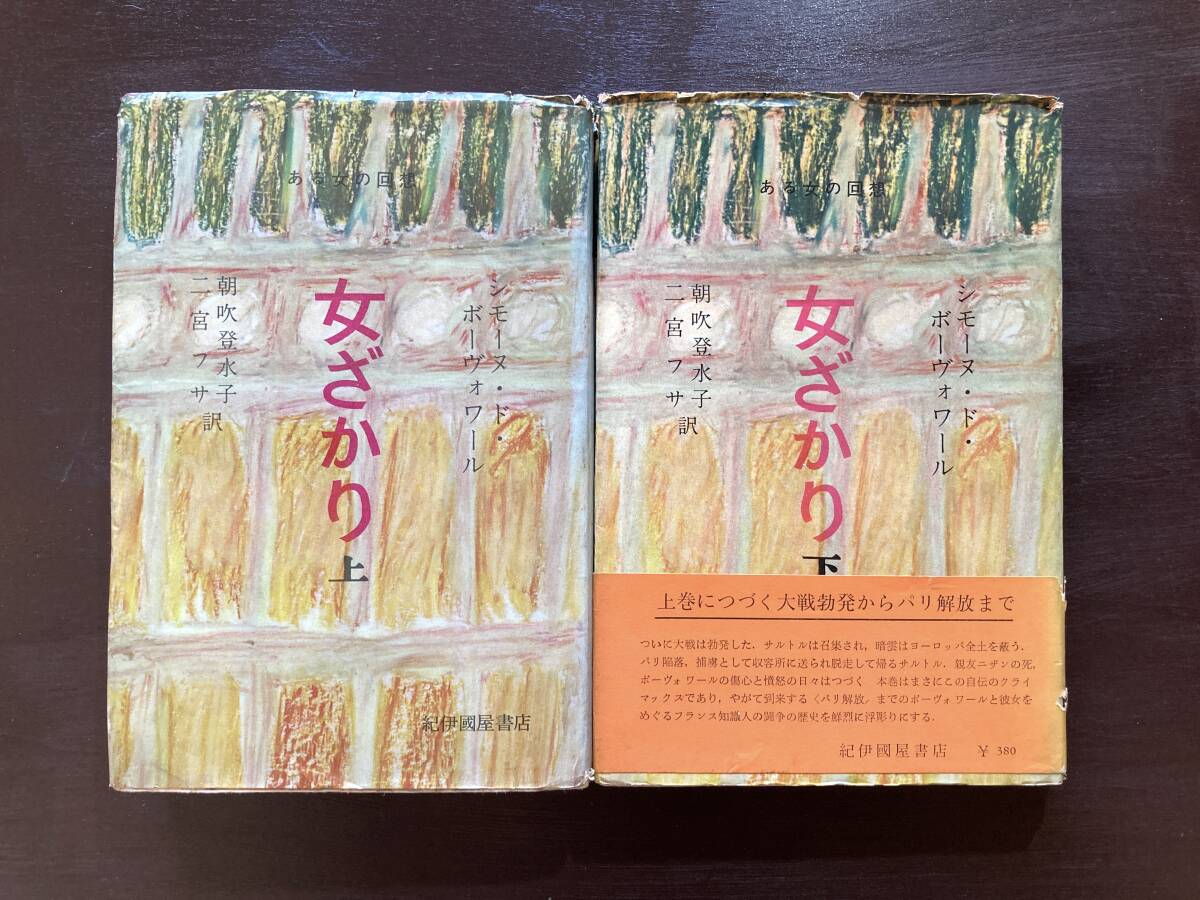 ある女の回想
シモーヌ・ド・
ボーヴォワール
女ざかり 上
朝吹登水子
二宮フサ訳
紀伊國屋書店
ある女の回想
シモーヌ・ド・
ボーヴォワール
女ざかり 下
朝吹登水子
二宮フサ訳
上巻につづく大戦勃発からパリ解放まで
ついに大戦は勃発した．サルトルは召集され，暗雲はヨーロッパ全土を蔽う．
パリ陥落，捕虜として収容所に送られ脱走して帰るサルトル．親友ニザンの死．
ボーヴォワールの傷心と憤怒の日々はつづく 本巻はまさにこの自伝のクライ
マックスであり，やがて到来する〈パリ解放〉までのボーヴォワールと彼女を
めぐるフランス知識人の闘争の歴史を鮮烈に浮彫りにする．
紀伊國屋書店 ￥ 380